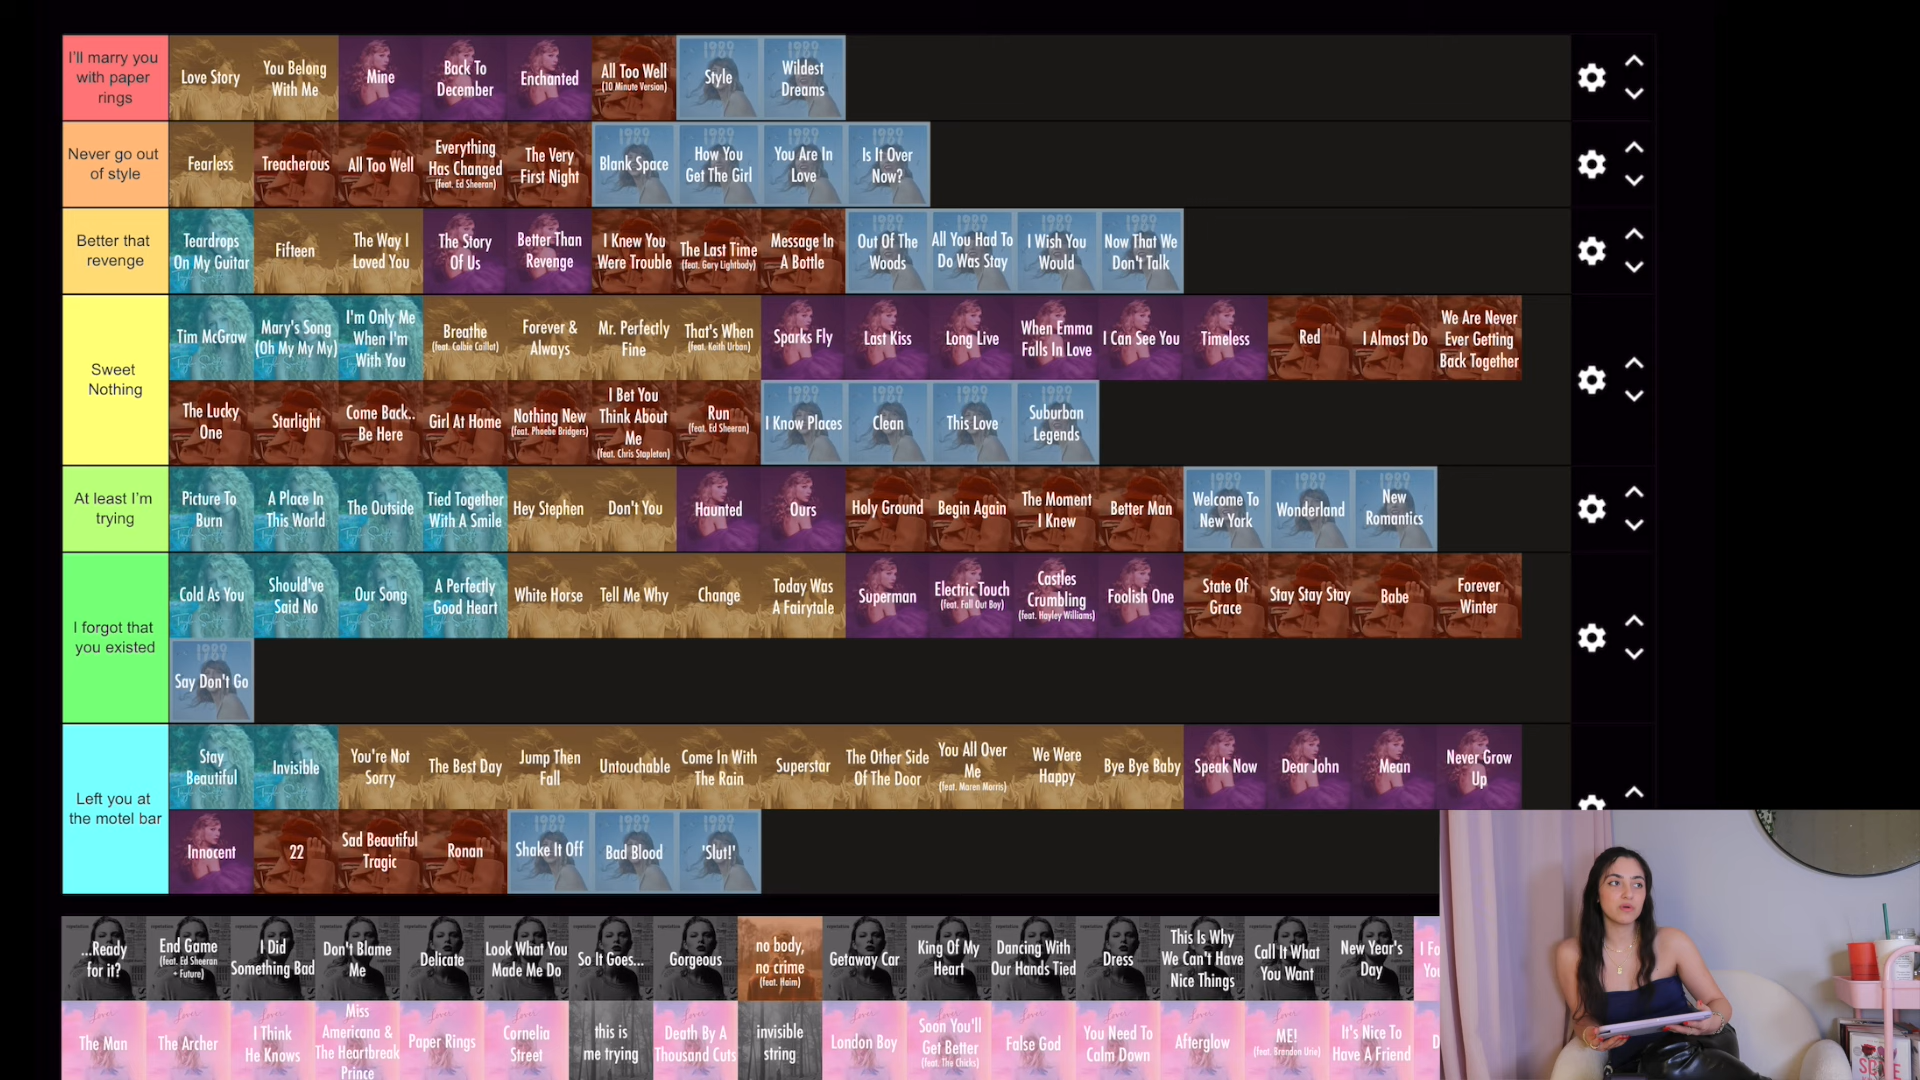 I'll marry you
with paper
rings
Love Story
You Belong
With Me
Mine
Back To
December
Enchanted
All Too Well
(10 Minute Version)
Style
Wildest
Dreams
Never go out
of style
Fearless
Treacherous
All Too Well
Everything
Has Changed
(feat. Ed Sheeran)
The Very
First Night
Blank Space
How You
Get The Girl
You Are In
Love
Is It Over
Now?
Better that
revenge
Teardrops
On My Guitar
Fifteen
The Way I
Loved You
The Story
Of Us
Better Than
Revenge
I Knew You
Were Trouble
The Last Time
(feat. Gary Lightbody)
Message In
A Bottle
Out Of The
Woods
All You Had To
Do Was Stay
I Wish You
Would
Now That We
Don't Talk
Sweet
Nothing
Tim McGraw
Mary's Song
(Oh My My My)
I'm Only Me
When I'm
With You
Breathe
(feat. Colbie Caillat)
Forever &
Always
Mr. Perfectly
Fine
That's When
(feat. Keith Urban)
Sparks Fly
Last Kiss
Long Live
When Emma
Falls In Love
I Can See You
Timeless
Red
I Almost Do
We Are Never
Ever Getting
Back Together
The Lucky
One
Starlight
Come Back..
Be Here
Girl At Home
Nothing New
(feat. Phoebe Bridgers)
I Bet You
Think About
Me
(feat. Chris Stapleton)
Run
(feat. Ed Sheeran)
I Know Places
Clean
This Love
Suburban
Legends
At least I'm
trying
Picture To
Burn
A Place In
This World
The Outside
Tied Together
With A Smile
Hey Stephen
Don't You
Haunted
Ours
Holy Ground
Begin Again
The Moment
I Knew
Better Man
Welcome To
New York
Wonderland
New
Romantics
I forgot that
you existed
Cold As You
Should've
Said No
Our Song
A Perfectly
Good Heart
White Horse
Tell Me Why
Change
Today Was
A Fairytale
Superman
Electric Touch
(feat. Fall Out Boy)
Castles
Crumbling
(feat. Hayley Williams)
Foolish One
State Of
Grace
Stay Stay Stay
Babe
Forever
Winter
Say Don't Go
Left you at
the motel bar
Stay
Beautiful
Invisible
You're Not
Sorry
The Best Day
Jump Then
Fall
Untouchable
Come In With
The Rain
Superstar
The Other Side
Of The Door
You All Over
Me
(feat. Maren Morris)
We Were
Happy
Bye Bye Baby
Speak Now
Dear John
Mean
Never Grow
Up
Innocent
22
Sad Beautiful
Tragic
Ronan
Shake It Off
Bad Blood
'Slut!'
...Ready
for it?
End Game
(feat. Ed Sheeran
+ Future)
I Did
Something Bad
Don't Blame
Me
Delicate
Look What You
Made Me Do
So It Goes...
Gorgeous
no body,
no crime
(feat. Haim)
Getaway Car
King Of My
Heart
Dancing With
Our Hands Tied
Dress
This Is Why
We Can't Have
Nice Things
Call It What
You Want
New Year's
Day
I Fo
You
The Man
The Archer
I Think
He Knows
Miss
Americana &
The Heartbreak
Prince
Paper Rings
Cornelia
Street
this is
me trying
Death By A
Thousand Cuts
invisible
string
London Boy
Soon You'll
Get Better
(feat. The Chicks)
False God
You Need To
Calm Down
Afterglow
ME!
(feat. Brendon Urie)
It's Nice To
Have A Friend
D